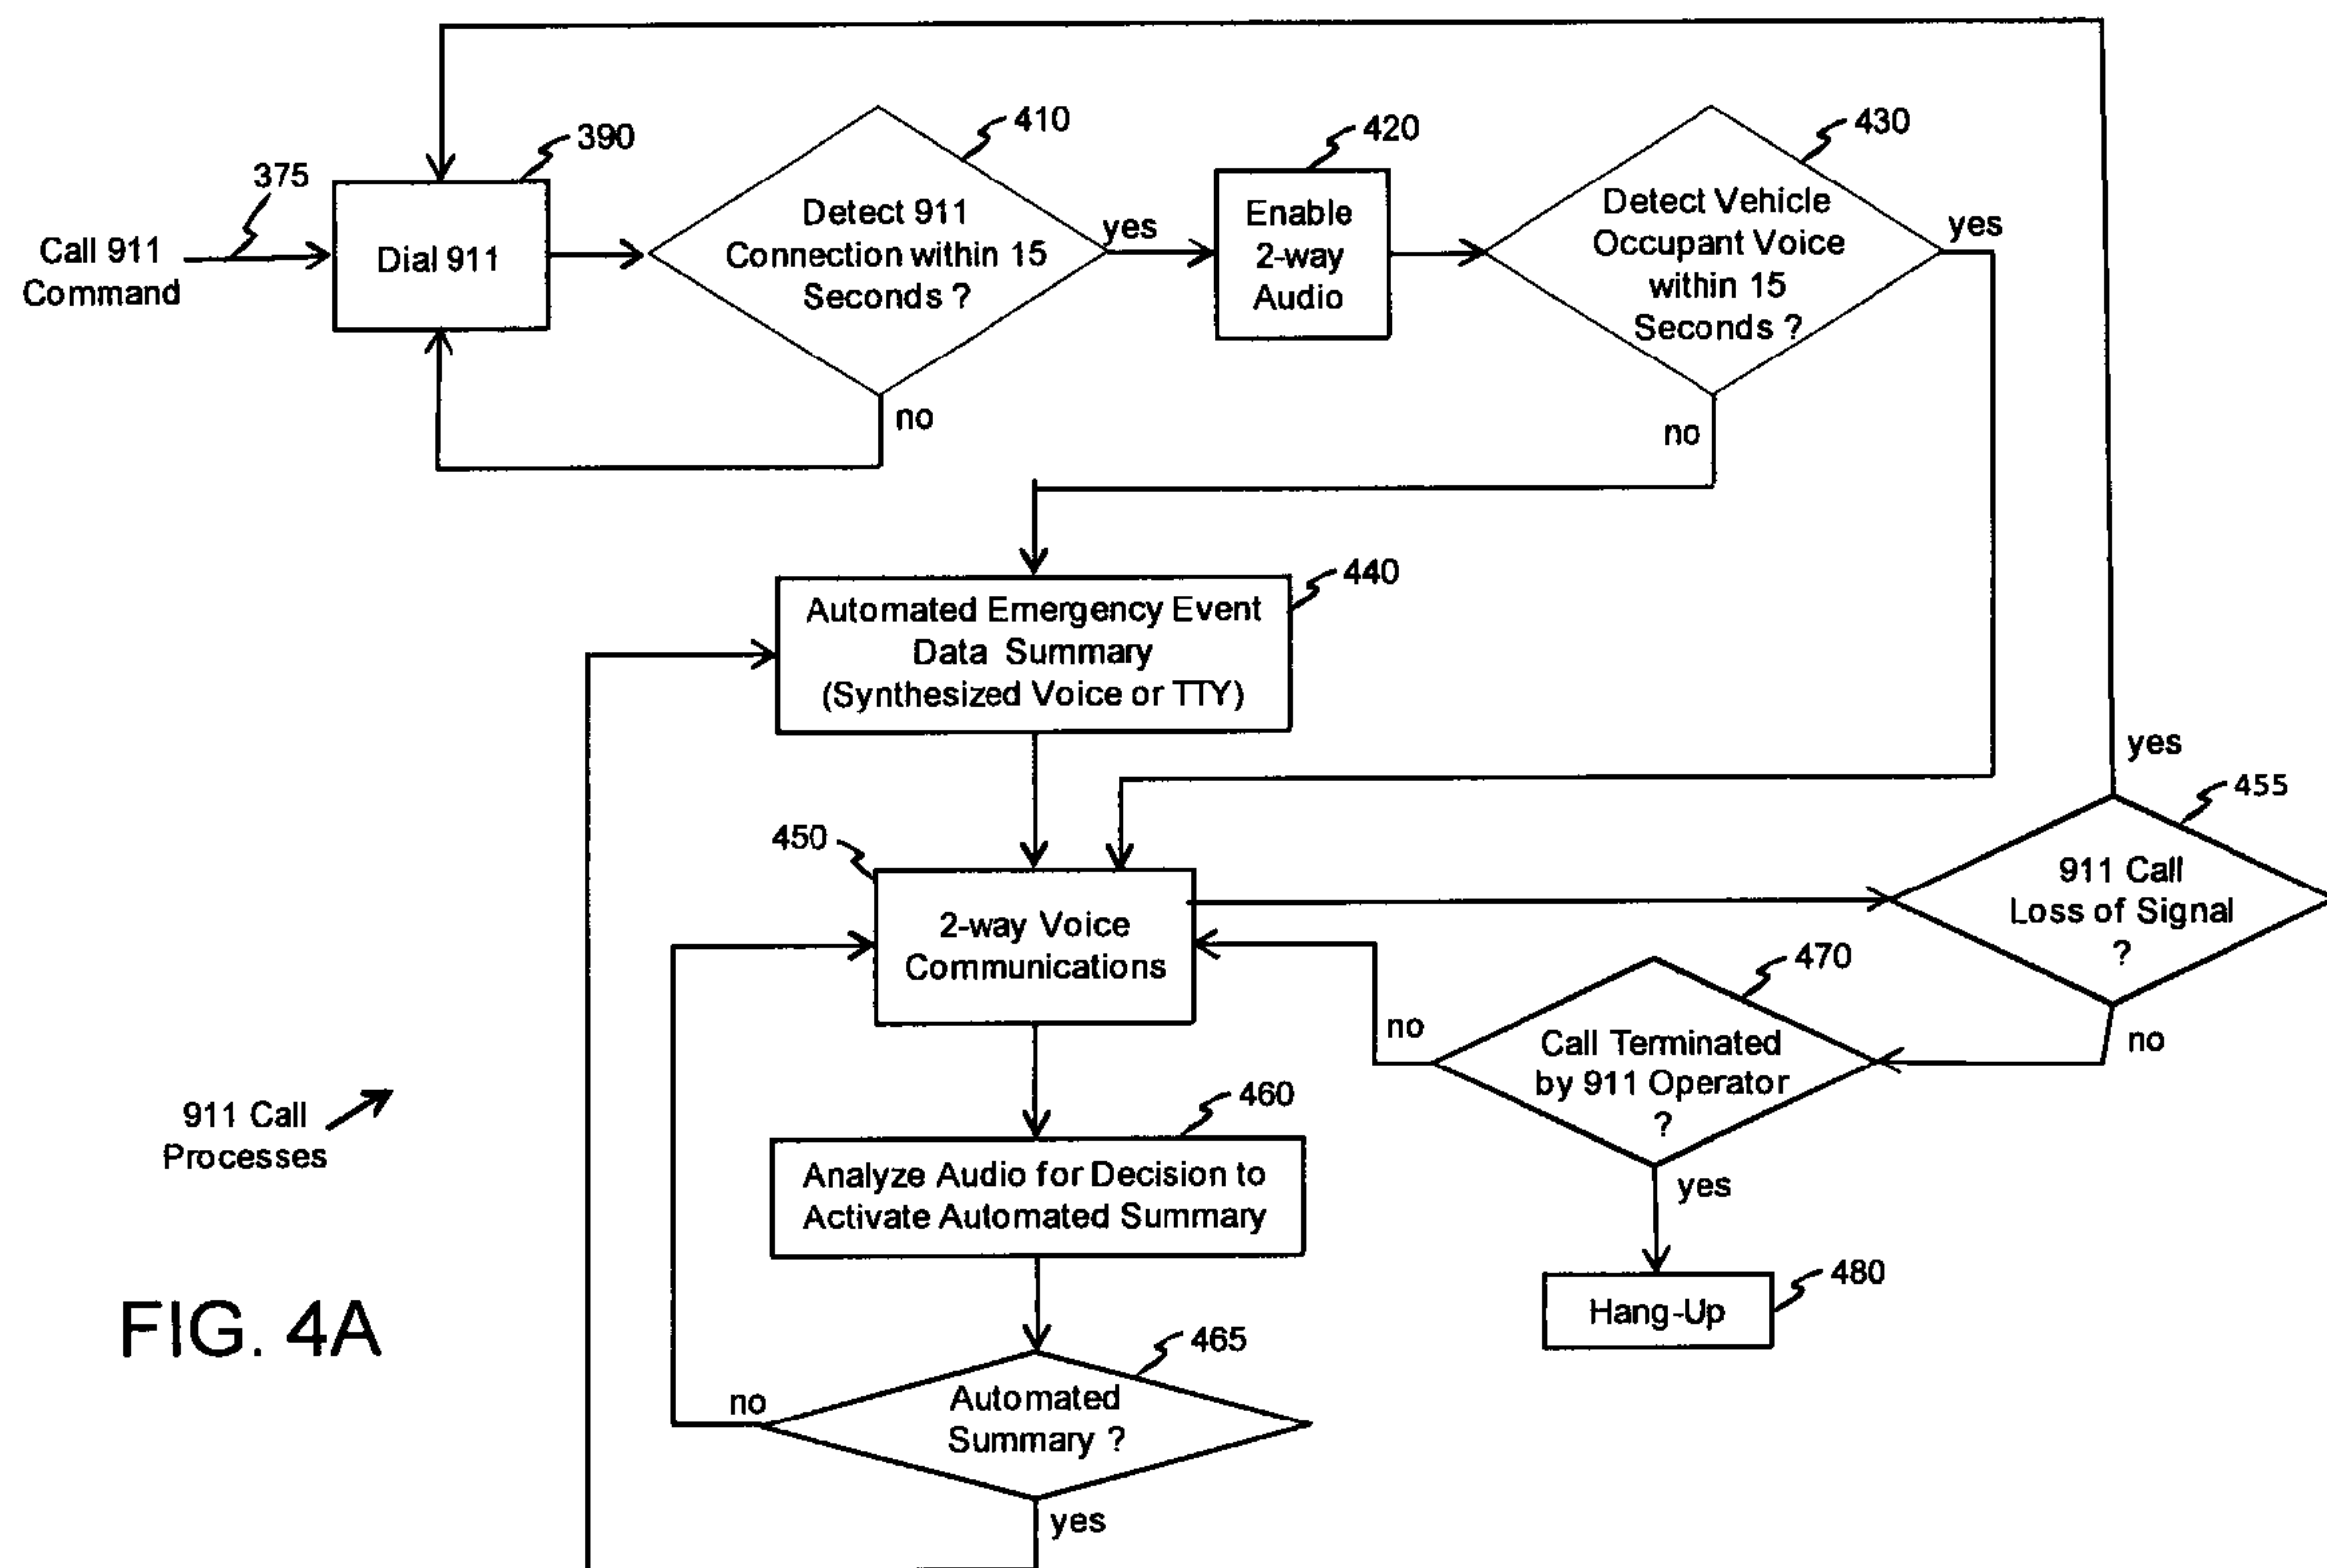 375
Call 911
Command
390
Dial 911
410
Detect 911
Connection within 15
Seconds ?
yes
no
420
Enable
2-way
Audio
430
Detect Vehicle
Occupant Voice
within 15
Seconds ?
yes
no
440
Automated Emergency Event
Data Summary
(Synthesized Voice or TTY)
450
2-way Voice
Communications
yes
455
911 Call
Loss of Signal
?
no
470
Call Terminated
by 911 Operator
?
no
yes
480
Hang-Up
460
Analyze Audio for Decision to
Activate Automated Summary
465
Automated
Summary ?
no
yes
911 Call
Processes
FIG. 4A